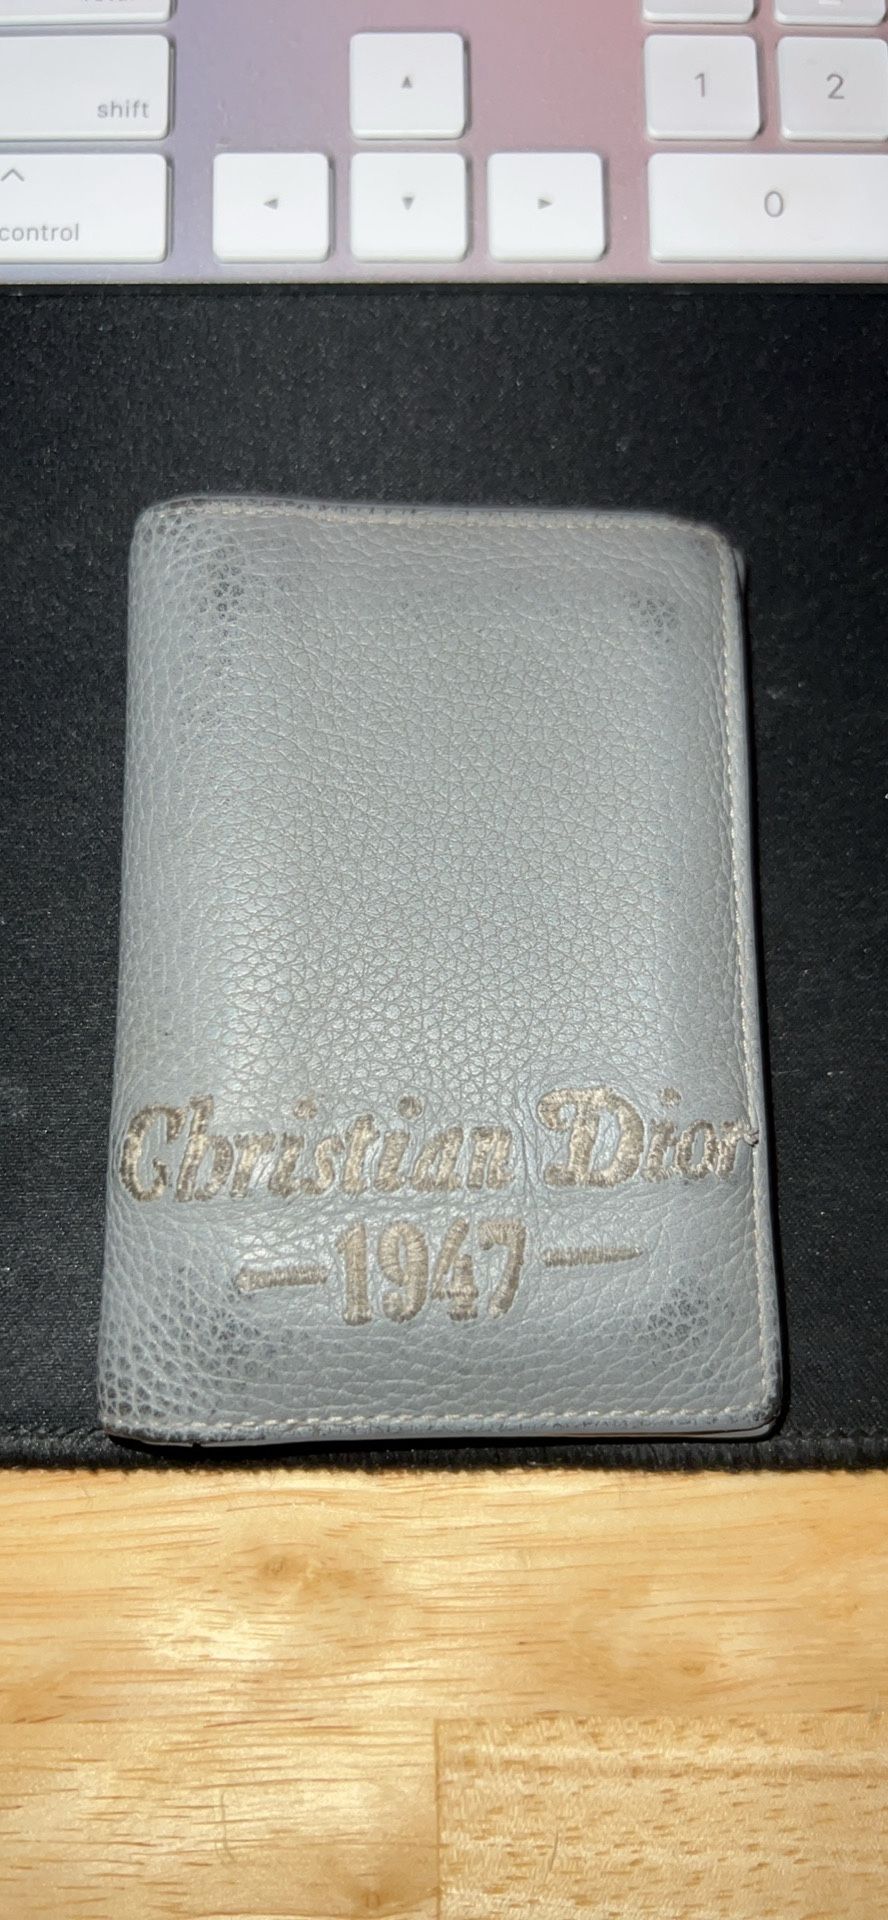 shift
control
1 2
0
Christian Dior
1947